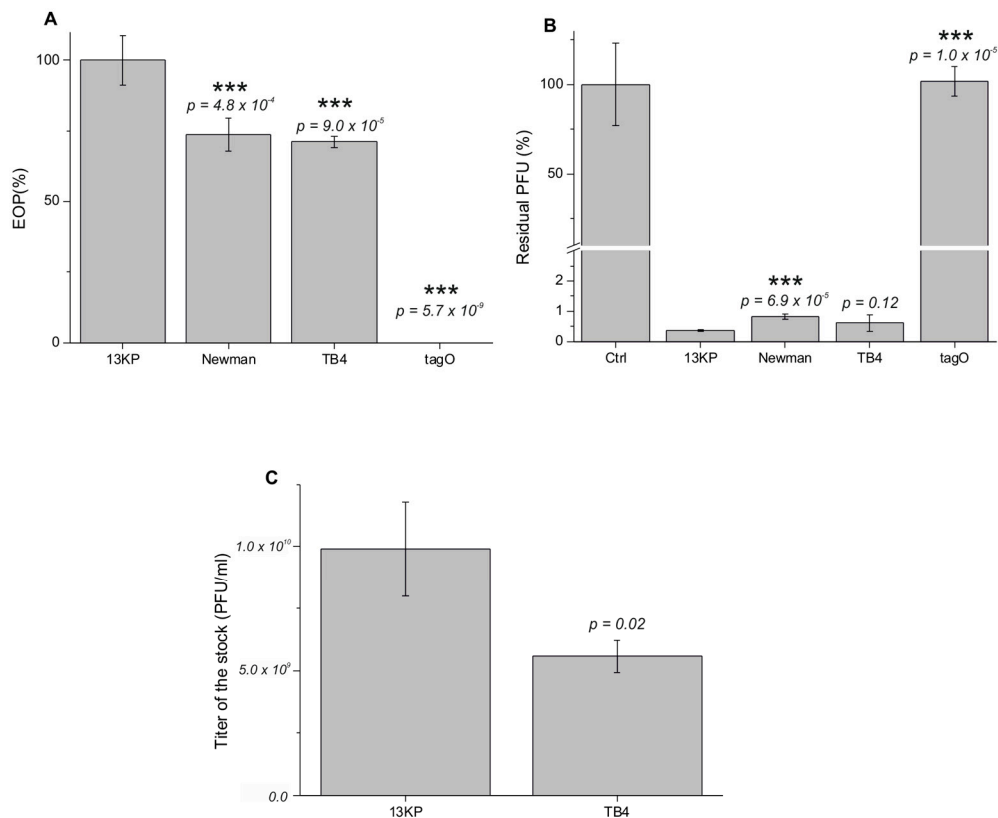 A
EOP(%)
100
50
0
***
p = 4.8 x 10⁻⁴
***
p = 9.0 x 10⁻⁵
***
p = 5.7 x 10⁻⁹
13KP Newman TB4 tagO
B
Residual PFU (%)
100
50
2
1
0
***
p = 1.0 x 10⁻⁵
***
p = 6.9 x 10⁻⁵
p = 0.12
Ctrl 13KP Newman TB4 tagO
C
Titer of the stock (PFU/ml)
1.0 x 10¹⁰
5.0 x 10⁹
0.0
p = 0.02
13KP TB4